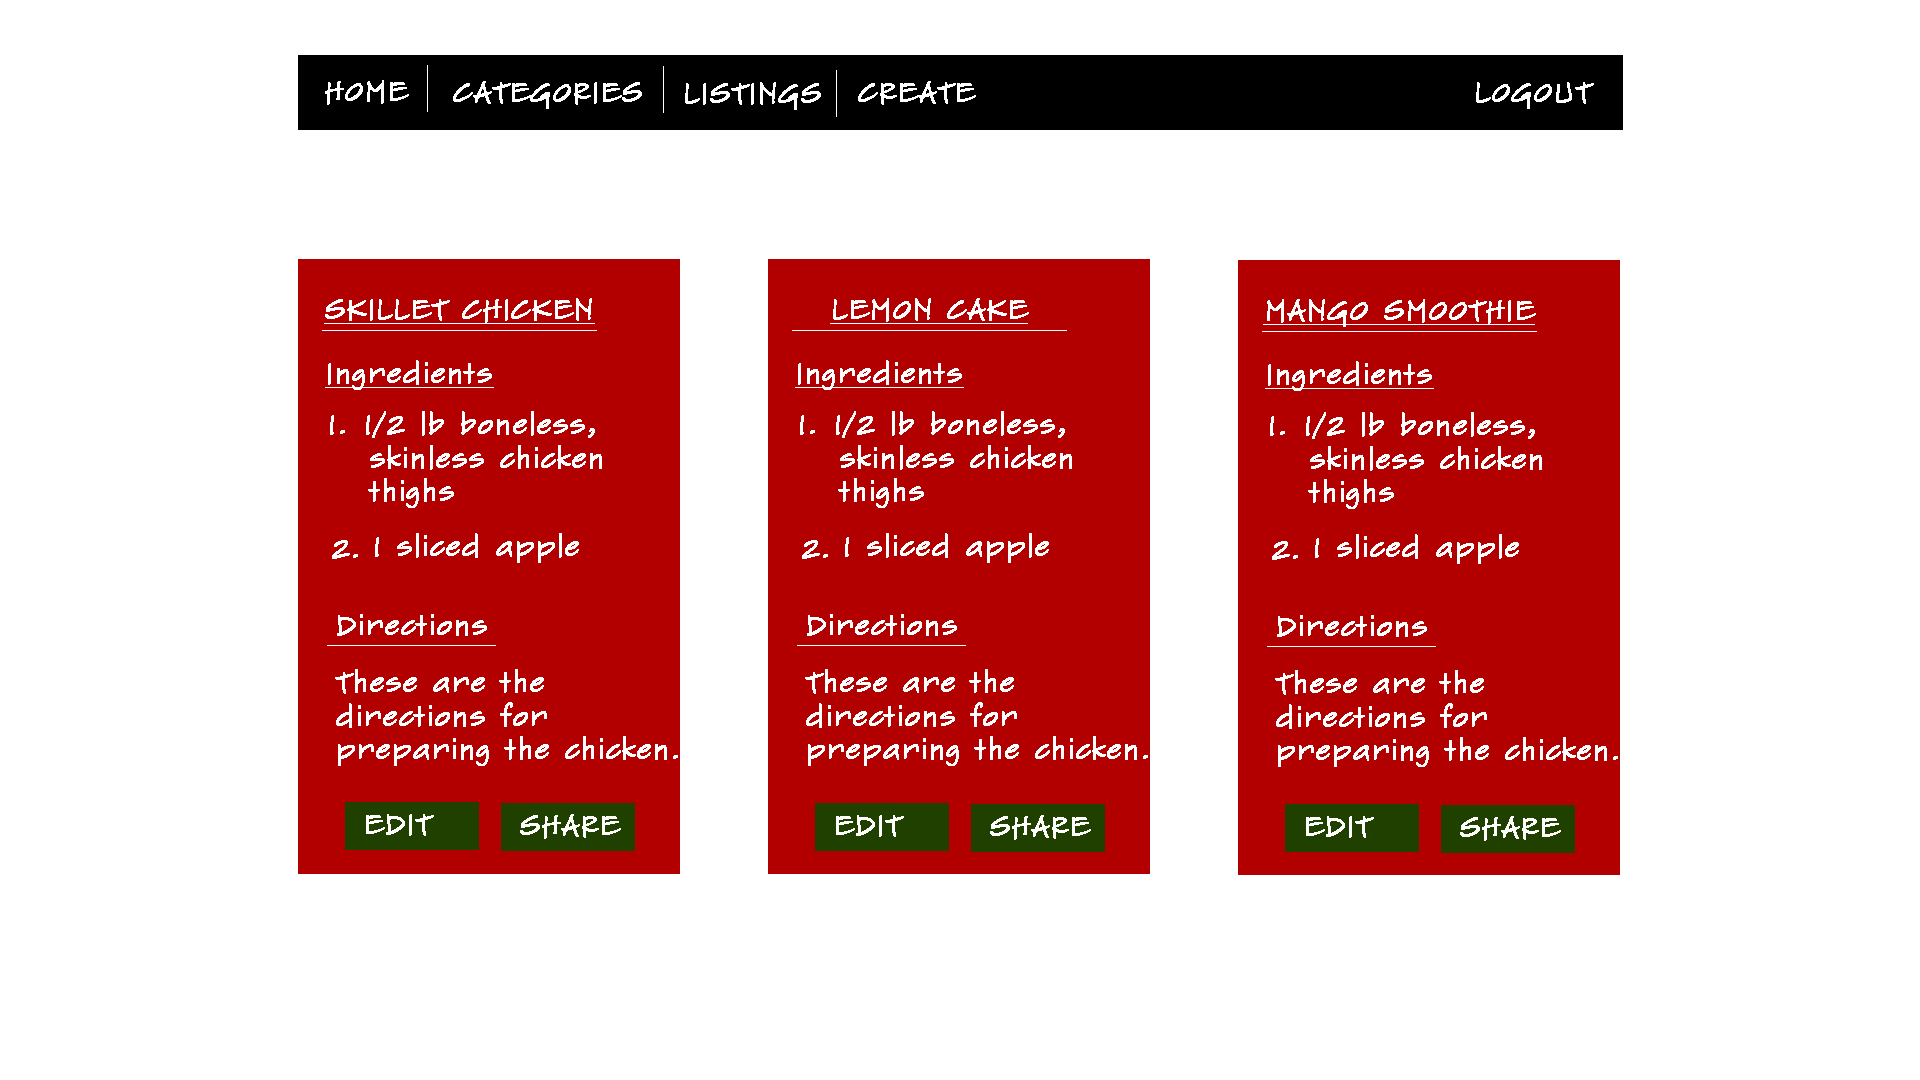 HOME CATEGORIES LISTINGS CREATE LOGOUT
SKILLET CHICKEN
Ingredients
1. 1/2 lb boneless,
skinless chicken
thighs
2. 1 sliced apple
Directions
These are the
directions for
preparing the chicken.
EDIT SHARE
LEMON CAKE
Ingredients
1. 1/2 lb boneless,
skinless chicken
thighs
2. 1 sliced apple
Directions
These are the
directions for
preparing the chicken.
EDIT SHARE
MANGO SMOOTHIE
Ingredients
1. 1/2 lb boneless,
skinless chicken
thighs
2. 1 sliced apple
Directions
These are the
directions for
preparing the chicken.
EDIT SHARE